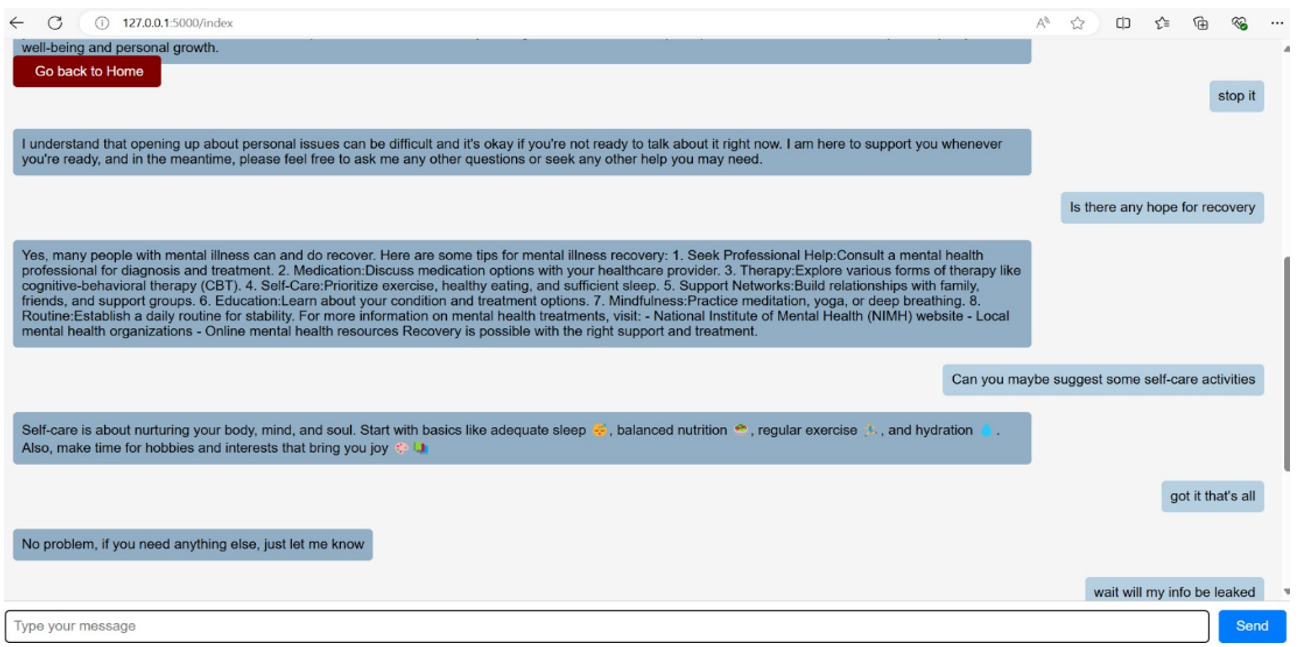 127.0.0.1:5000/index
well-being and personal growth.
Go back to Home
stop it
I understand that opening up about personal issues can be difficult and it's okay if you're not ready to talk about it right now. I am here to support you whenever
you're ready, and in the meantime, please feel free to ask me any other questions or seek any other help you may need.
Is there any hope for recovery
Yes, many people with mental illness can and do recover. Here are some tips for mental illness recovery: 1. Seek Professional Help:Consult a mental health
professional for diagnosis and treatment. 2. Medication:Discuss medication options with your healthcare provider. 3. Therapy:Explore various forms of therapy like
cognitive-behavioral therapy (CBT). 4. Self-Care:Prioritize exercise, healthy eating, and sufficient sleep. 5. Support Networks:Build relationships with family,
friends, and support groups. 6. Education:Learn about your condition and treatment options. 7. Mindfulness:Practice meditation, yoga, or deep breathing. 8.
Routine:Establish a daily routine for stability. For more information on mental health treatments, visit: - National Institute of Mental Health (NIMH) website - Local
mental health organizations - Online mental health resources Recovery is possible with the right support and treatment.
Can you maybe suggest some self-care activities
Self-care is about nurturing your body, mind, and soul. Start with basics like adequate sleep 😴, balanced nutrition 🥗, regular exercise 🏃, and hydration 💧.
Also, make time for hobbies and interests that bring you joy 🎨 📚
got it that's all
No problem, if you need anything else, just let me know
wait will my info be leaked
Type your message
Send